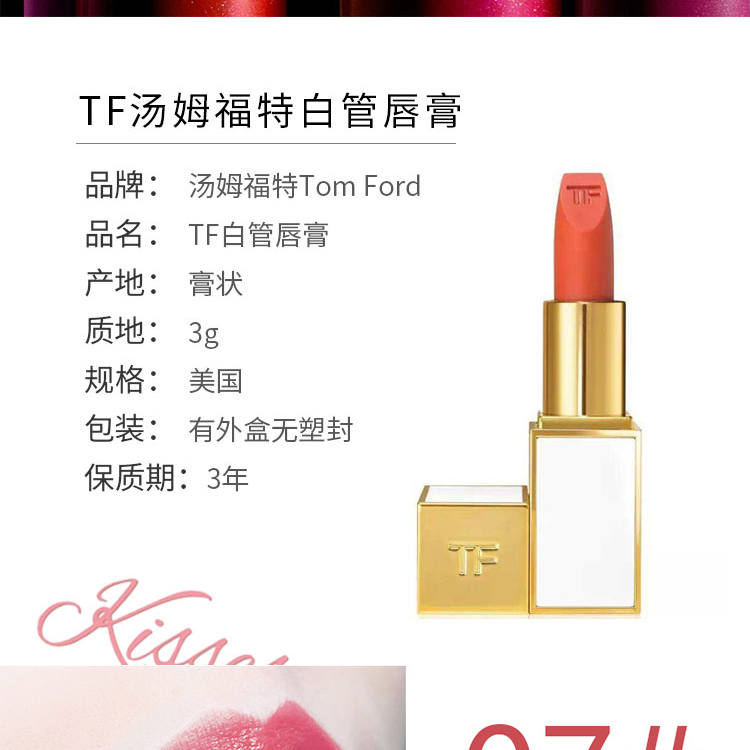 TF汤姆福特白管唇膏
品牌： 汤姆福特Tom Ford
品名： TF白管唇膏
产地： 膏状
质地： 3g
规格： 美国
包装： 有外盒无塑封
保质期：3年
TF
TF